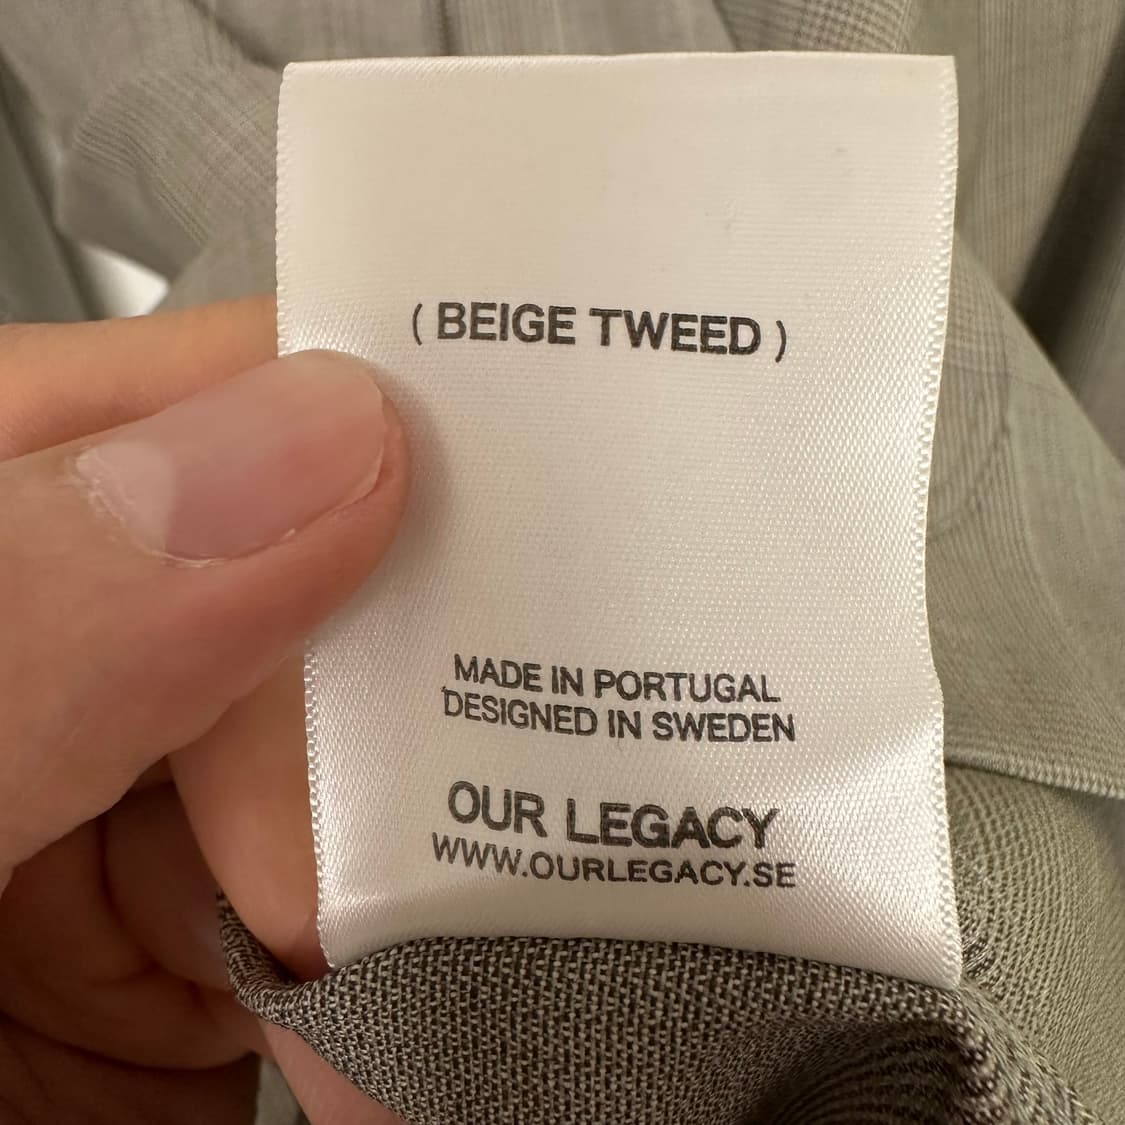 ( BEIGE TWEED )
MADE IN PORTUGAL
DESIGNED IN SWEDEN
OUR LEGACY
WWW.OURLEGACY.SE